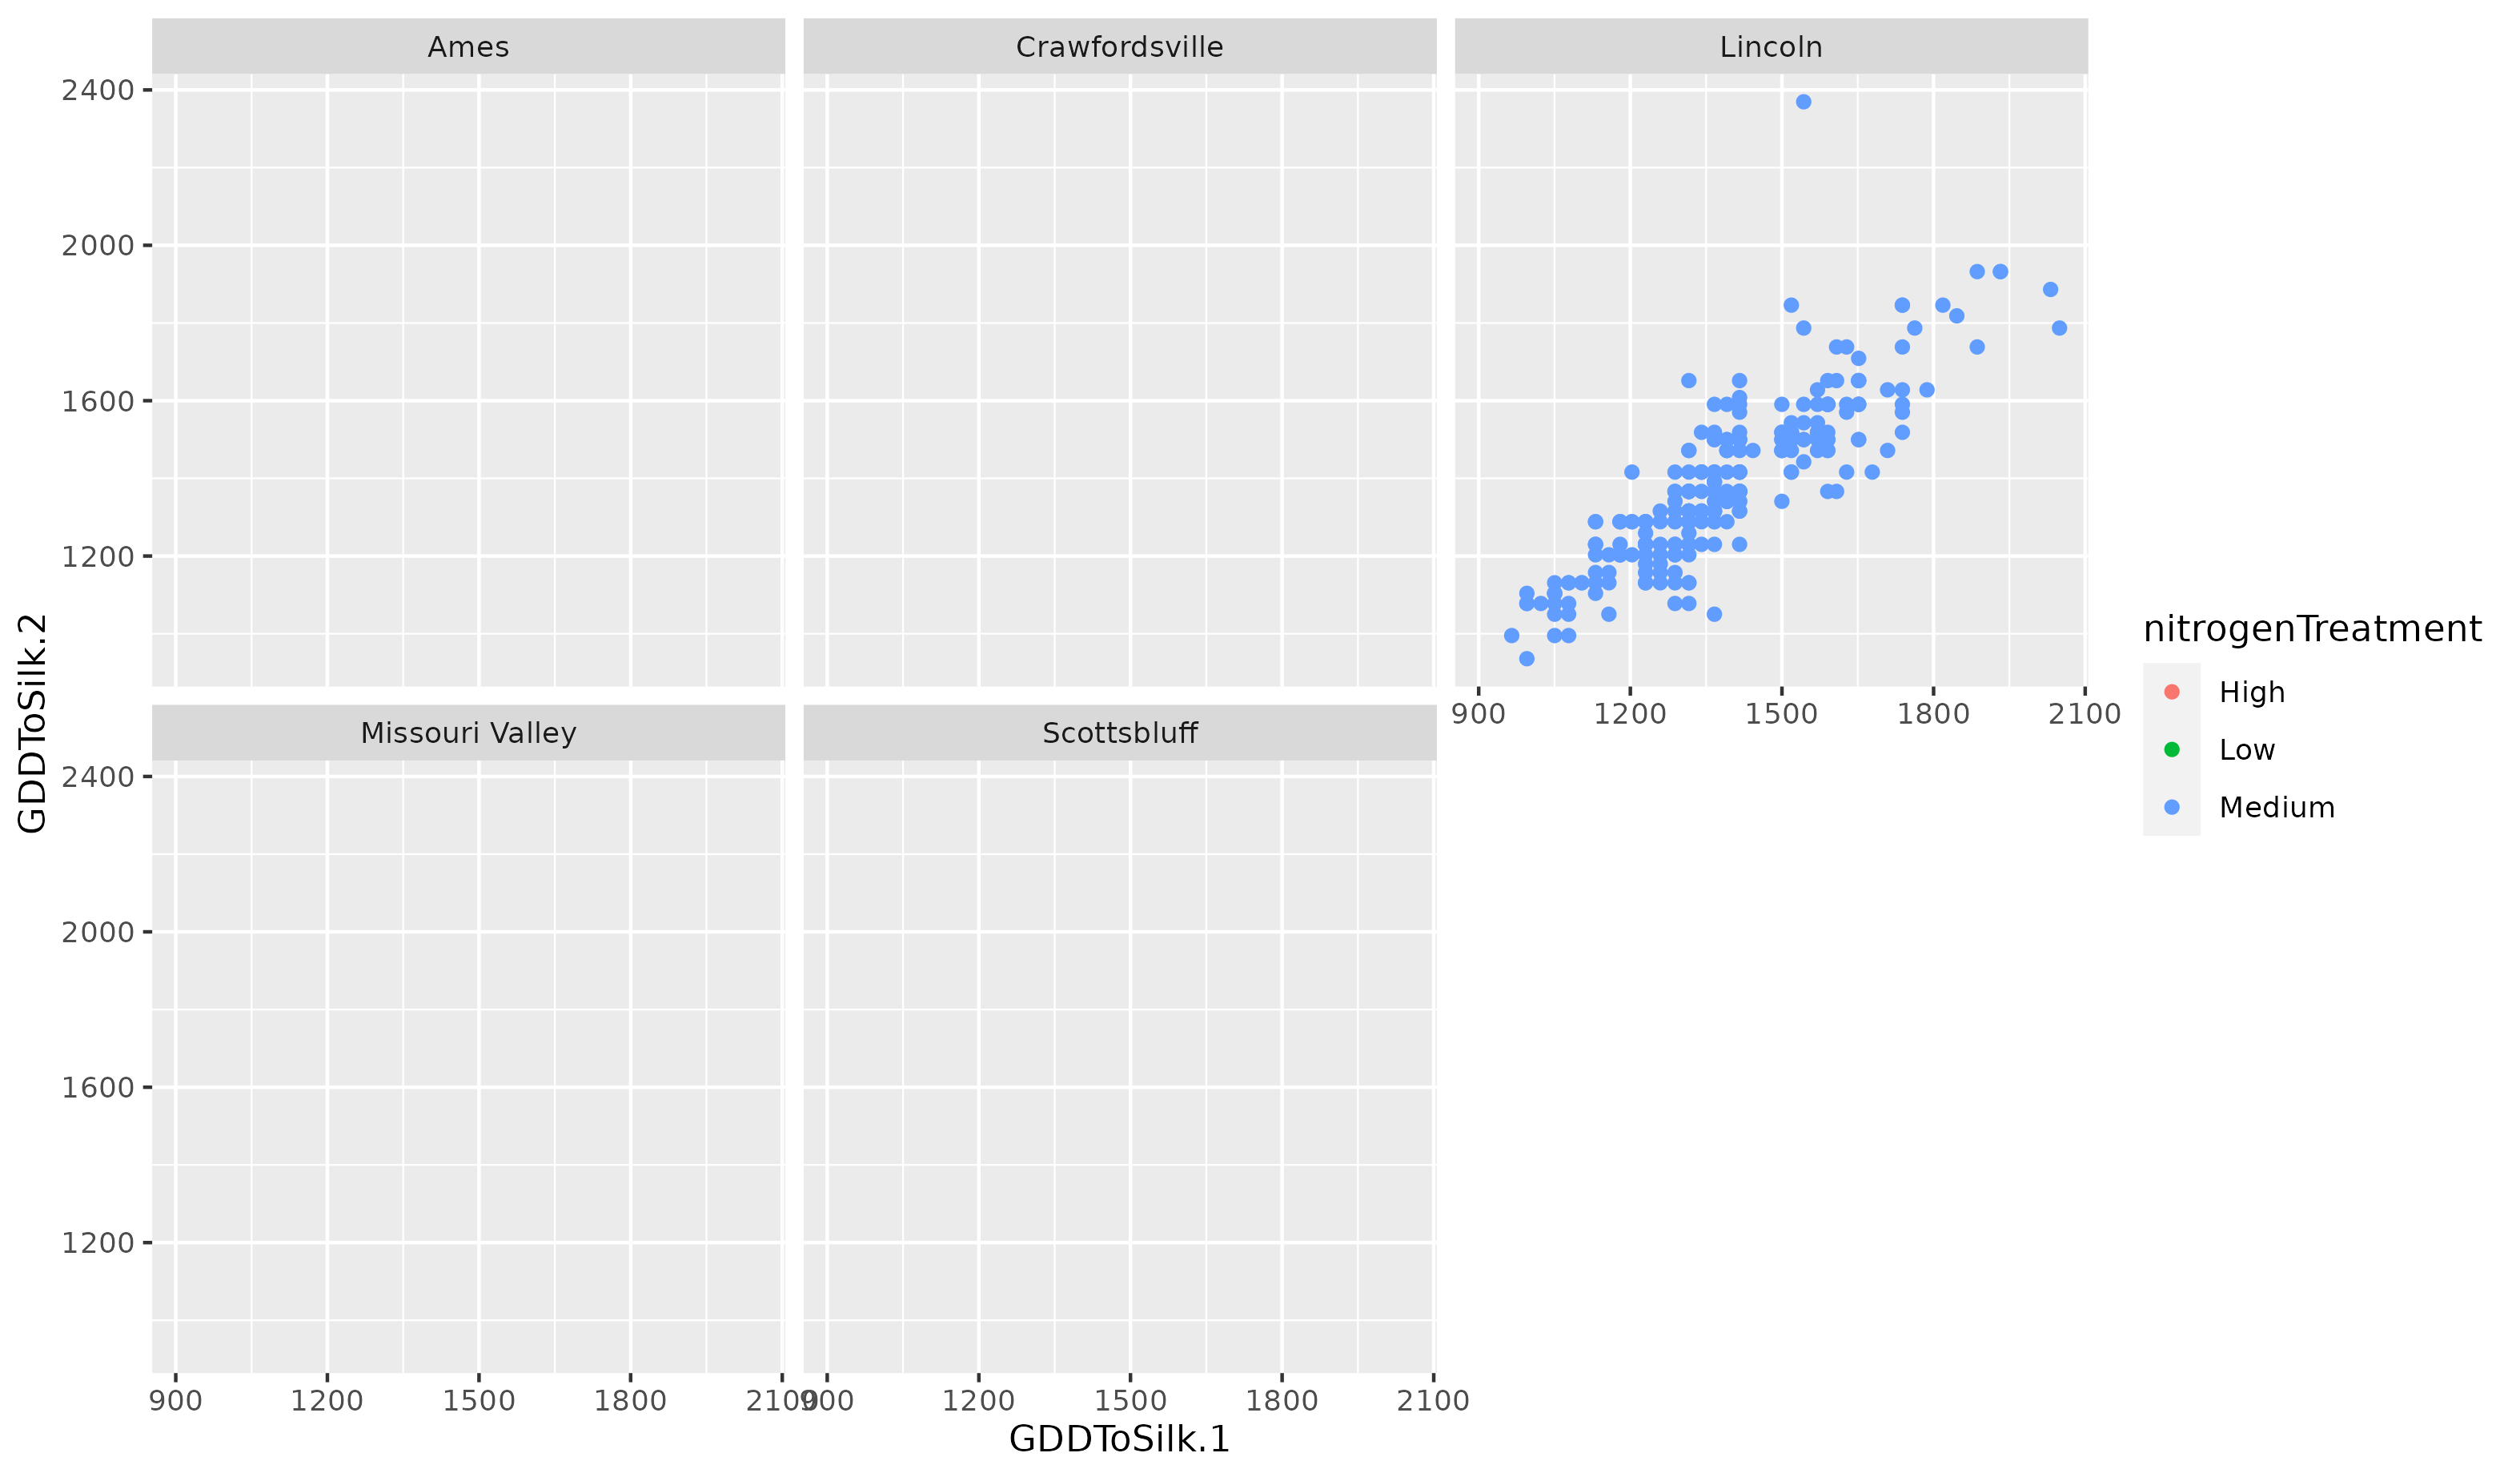 Ames
Crawfordsville
Lincoln
2400
2000
1600
1200
900 1200 1500 1800 2100
Missouri Valley
Scottsbluff
2400
2000
1600
1200
900 1200 1500 1800 2100
900 1200 1500 1800 2100
GDDToSilk.1
GDDToSilk.2
nitrogenTreatment
High
Low
Medium